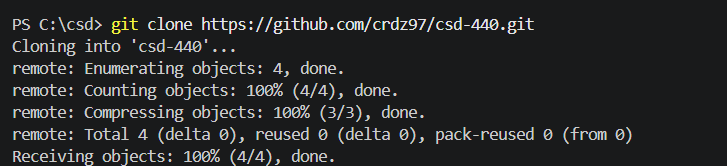 PS C:\csd> git clone https://github.com/crdz97/csd-440.git
Cloning into 'csd-440'...
remote: Enumerating objects: 4, done.
remote: Counting objects: 100% (4/4), done.
remote: Compressing objects: 100% (3/3), done.
remote: Total 4 (delta 0), reused 0 (delta 0), pack-reused 0 (from 0)
Receiving objects: 100% (4/4), done.